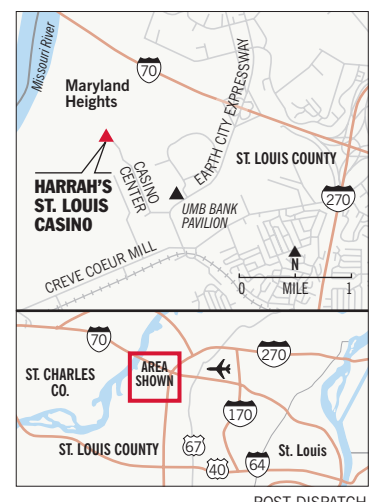 Missouri River
70
Maryland
Heights
EARTH CITY EXPRESSWAY
ST. LOUIS COUNTY
CASINO
CENTER
HARRAH'S
ST. LOUIS
CASINO
UMB BANK
PAVILION
270
CREVE COEUR MILL
N
0 MILE 1
70
270
ST. CHARLES
CO.
AREA
SHOWN
170
ST. LOUIS COUNTY
67
St. Louis
40
64
POST-DISPATCH